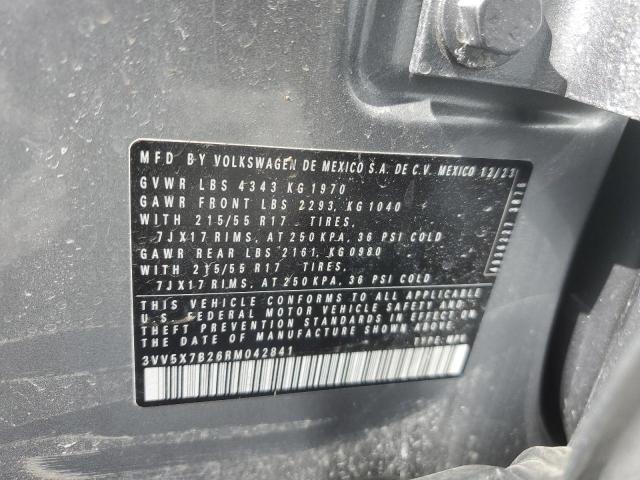 MFD BY VOLKSWAGEN DE MEXICO S.A. DE C.V. MEXICO 12/23
GVWR LBS 4343 KG 1970
GAWR FRONT LBS 2293, KG 1040
WITH 215/55 R17 TIRES,
7JX17 RIMS, AT 250 KPA, 36 PSI COLD
GAWR REAR LBS 2161, KG 0980
WITH 215/55 R17 TIRES,
7JX17 RIMS, AT 250 KPA, 36 PSI COLD
THIS VEHICLE CONFORMS TO ALL APPLICABLE
U.S. FEDERAL MOTOR VEHICLE SAFETY AND
THEFT PREVENTION STANDARDS IN EFFECT ON
THE DATE OF MANUFACTURE SHOWN ABOVE.
3VV5X7B26RM042841 TYPE: